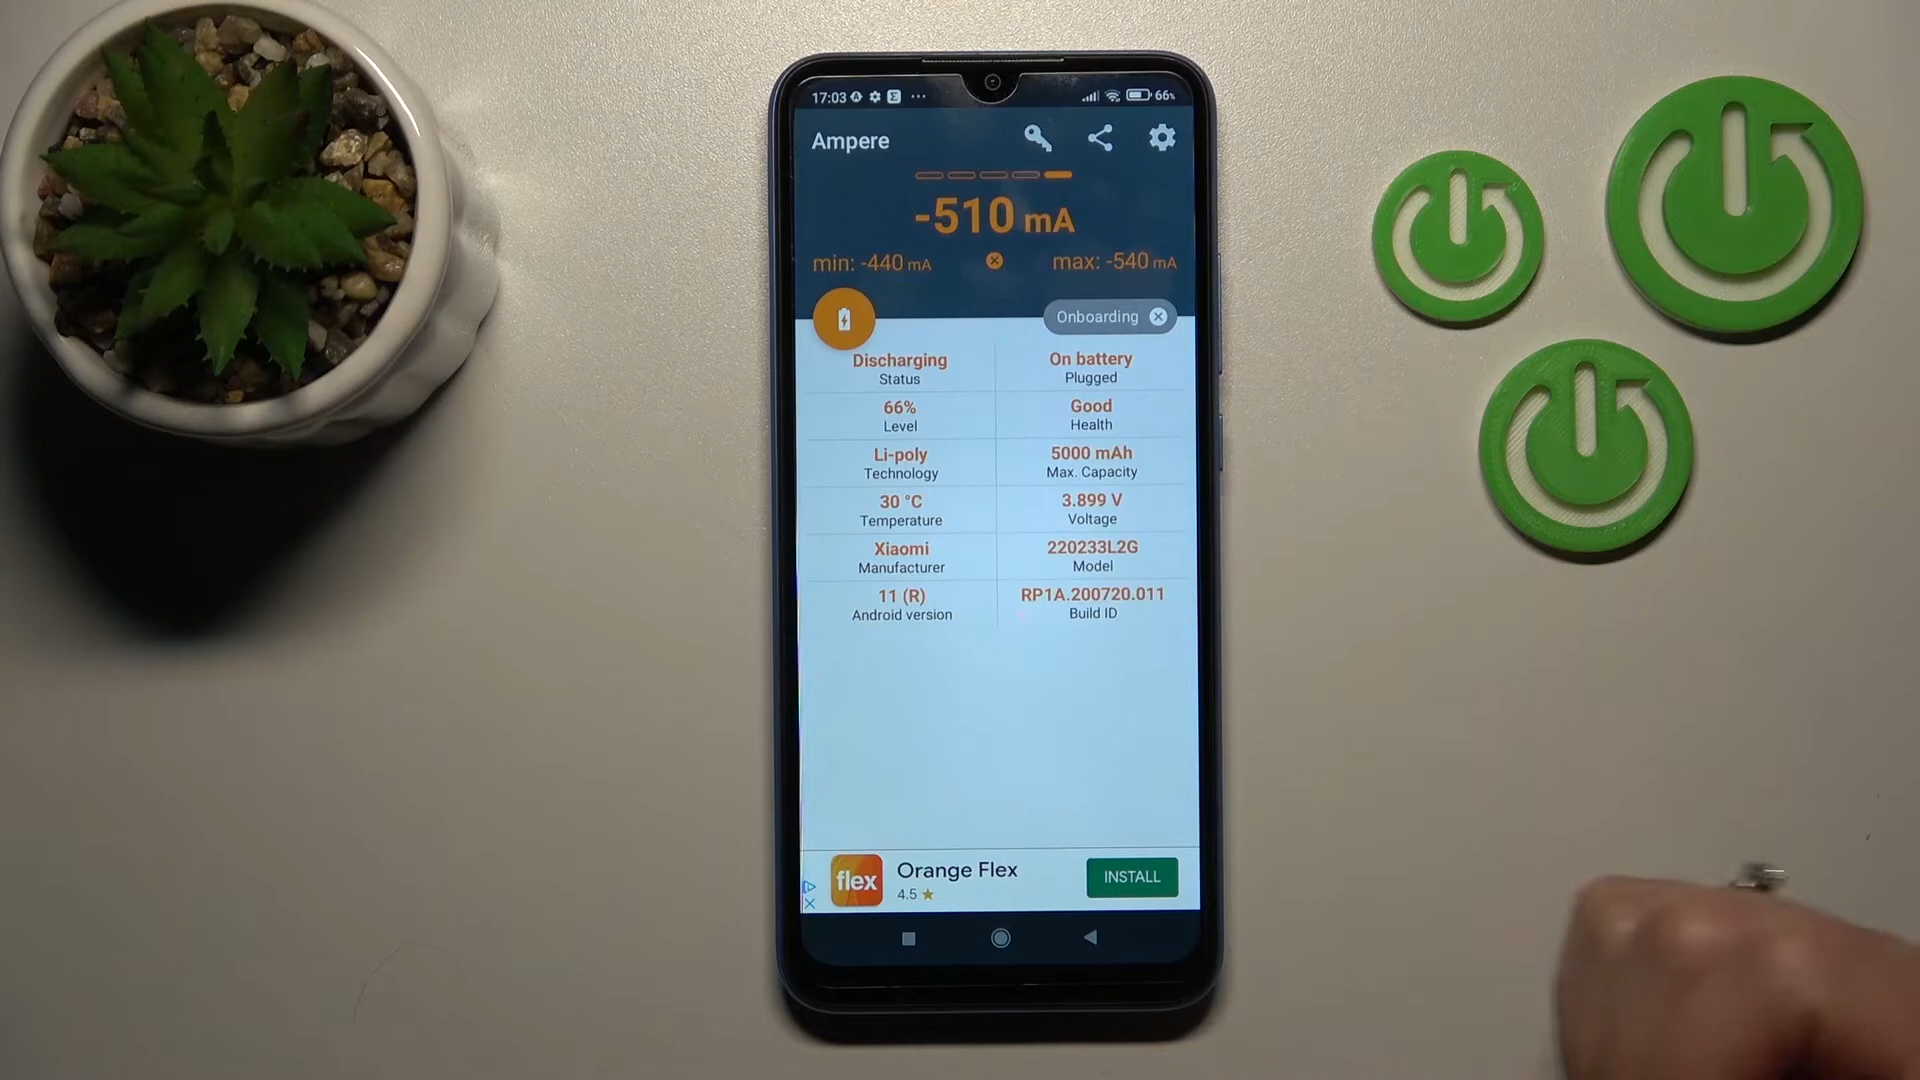 17:03 66%
Ampere
-510 mA
min: -440 mA max: -540 mA
Onboarding
Discharging On battery
Status Plugged
66% Good
Level Health
Li-poly 5000 mAh
Technology Max. Capacity
30 °C 3.899 V
Temperature Voltage
Xiaomi 220233L2G
Manufacturer Model
11 (R) RP1A.200720.011
Android version Build ID
flex Orange Flex INSTALL
4.5 ★